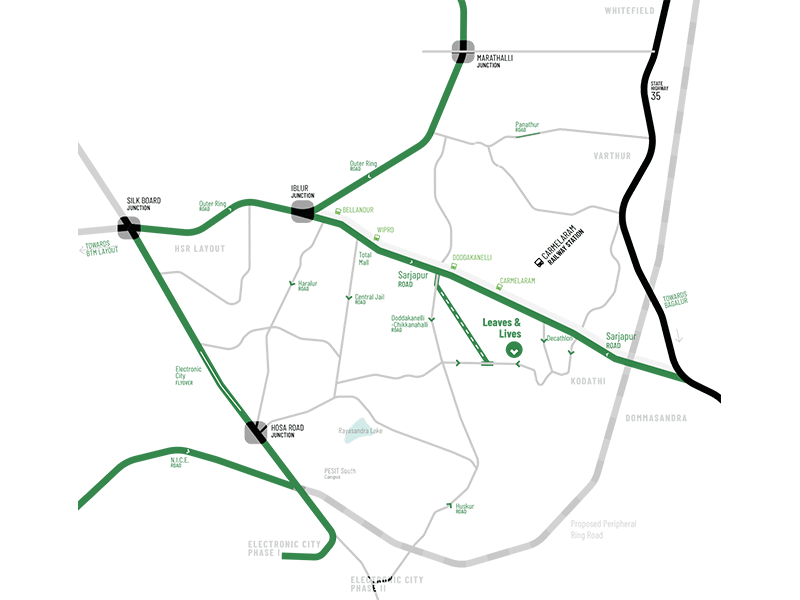 WHITEFIELD
MARATHALLI
JUNCTION
STATE
HIGHWAY
35
Panathur
ROAD
VARTHUR
Outer Ring
ROAD
IBLUR
JUNCTION
SILK BOARD
JUNCTION
Outer Ring
ROAD
BELLANDUR
WIPRO
TOWARDS
BTM LAYOUT
HSR LAYOUT
Total
Mall
DODDAKANELLI
CARMELARAM
RAILWAY STATION
Sarjapur
ROAD
CARMELARAM
Haralur
ROAD
Central Jail
ROAD
TOWARDS
BAGALUR
Doddakanelli
-Chikkanahalli
ROAD
Leaves &
Lives
Decathlon
Sarjapur
ROAD
Electronic
City
FLYOVER
KODATHI
DOMMASANDRA
HOSA ROAD
JUNCTION
Rayasandra Lake
N.I.C.E.
ROAD
PESIT South
Campus
Huskur
ROAD
Proposed Peripheral
Ring Road
ELECTRONIC CITY
PHASE I
ELECTRONIC CITY
PHASE II